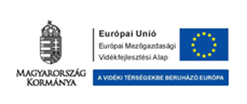 MAGYARORSZÁG
KORMÁNYA
Európai Unió
Európai Mezőgazdasági
Vidékfejlesztési Alap
A VIDÉKI TÉRSÉGEKBE BERUHÁZÓ EURÓPA